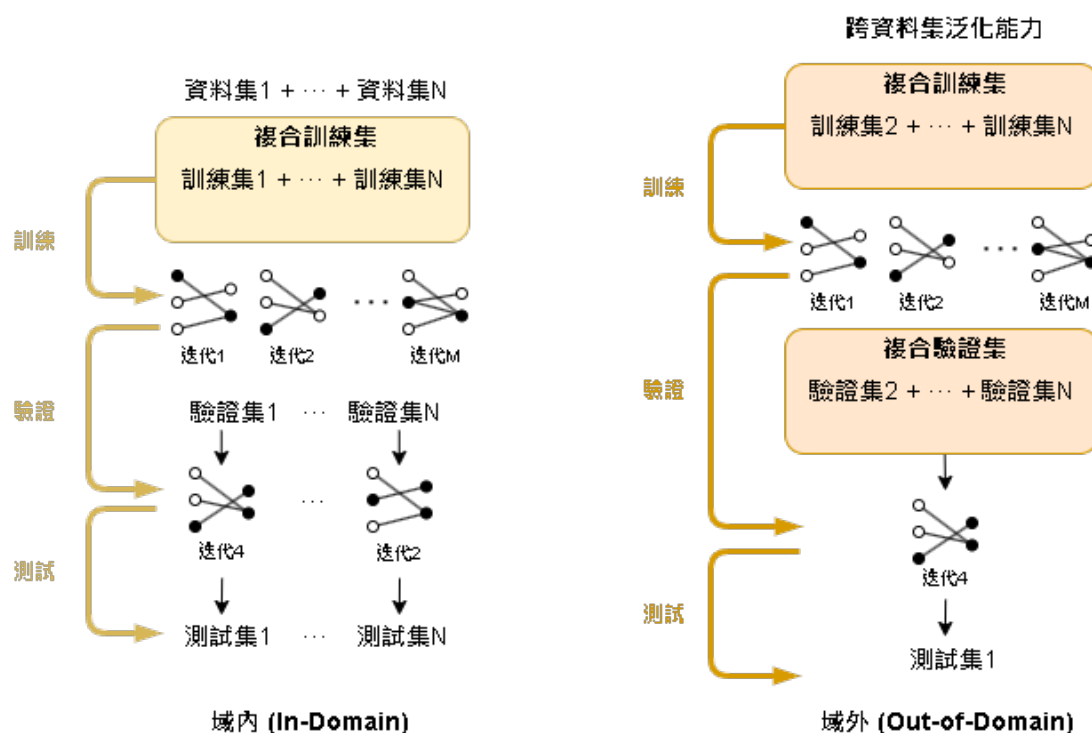 資料集1 + ··· + 資料集N
複合訓練集
訓練集1 + ··· + 訓練集N
訓練
迭代1
迭代2
···
迭代M
驗證
驗證集1 ··· 驗證集N
···
迭代4
迭代2
測試
測試集1 ··· 測試集N
域內 (In-Domain)
跨資料集泛化能力
複合訓練集
訓練集2 + ··· + 訓練集N
訓練
···
迭代1
迭代2
迭代M
複合驗證集
驗證集2 + ··· + 驗證集N
驗證
迭代4
測試
測試集1
域外 (Out-of-Domain)